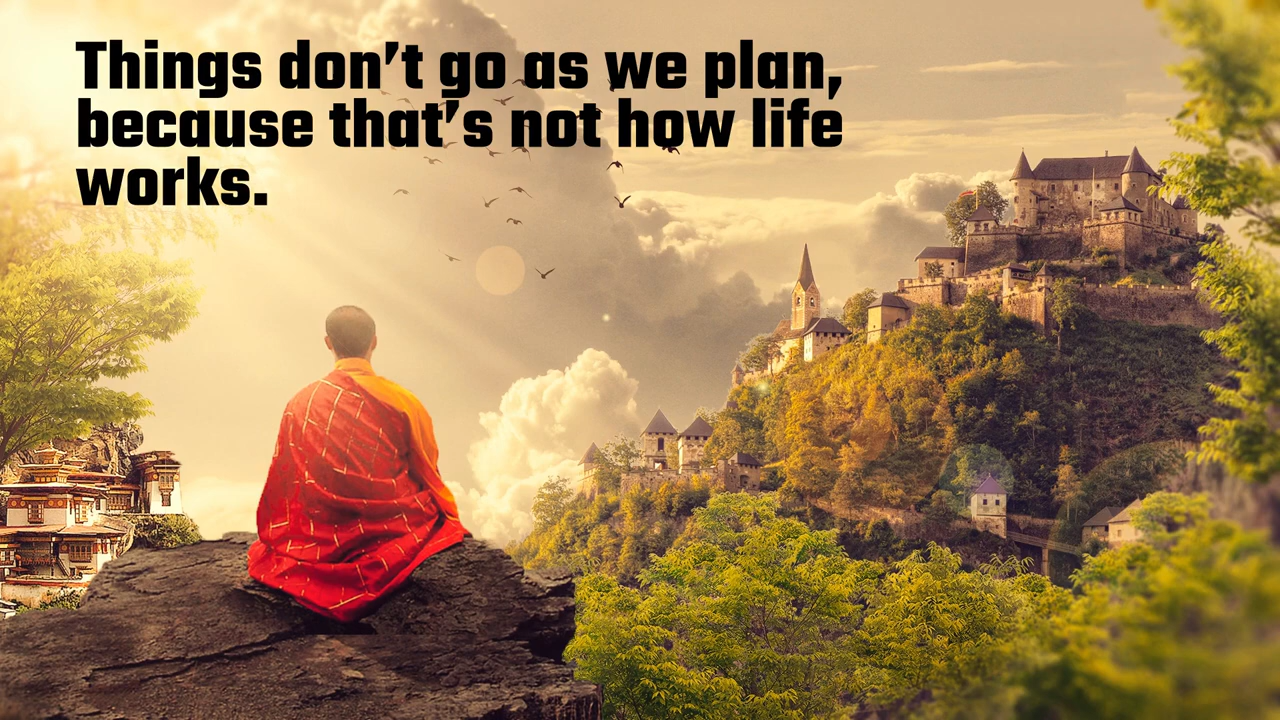 Things don’t go as we plan,
because that’s not how life
works.